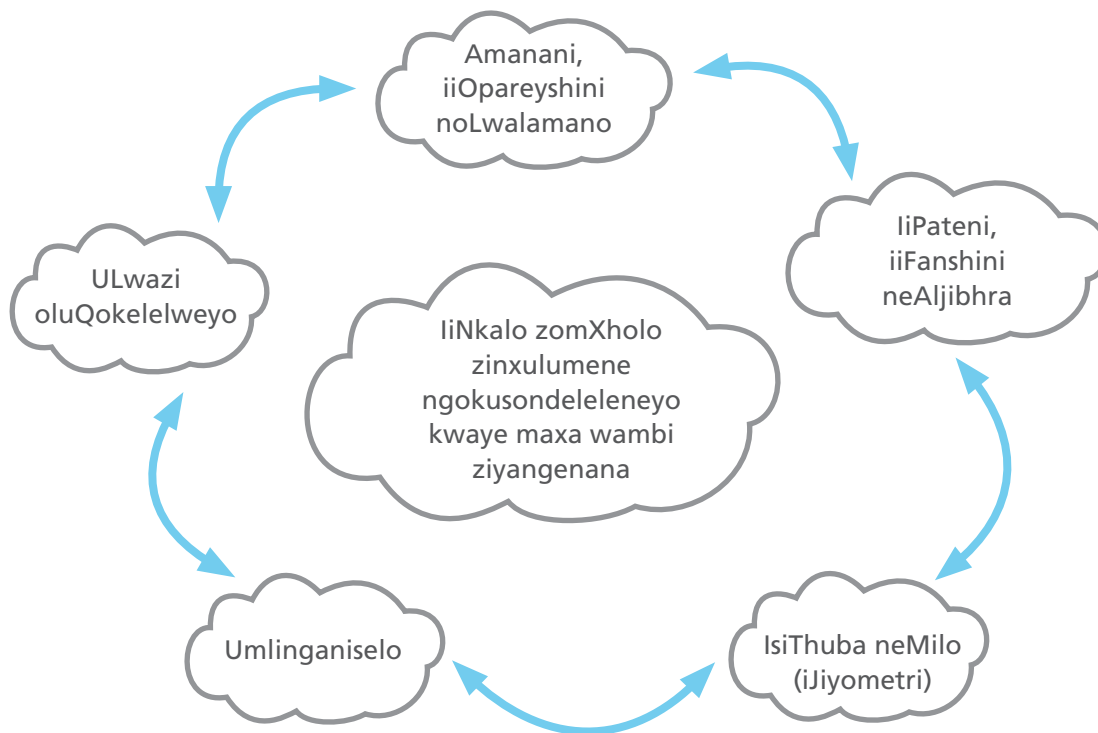 Amanani,
iiOpareyshini
noLwalamano
IiPateni,
iiFanshini
neAljibhra
ULwazi
oluQokelelweyo
IiNkalo zomXholo
zinxulumene
ngokusondeleleneyo
kwaye maxa wambi
ziyangenana
Umlinganiselo
IsiThuba neMilo
(iJiyometri)